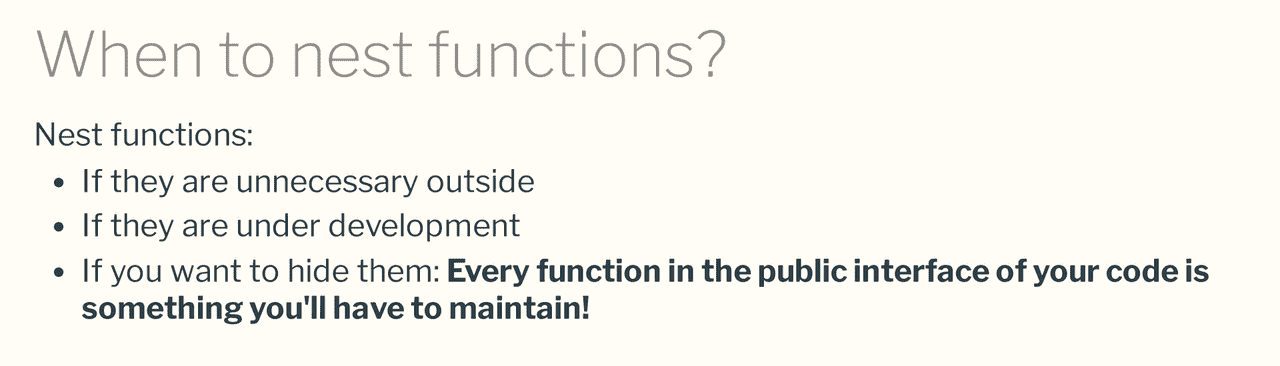 When to nest functions?
Nest functions:
• If they are unnecessary outside
• If they are under development
• If you want to hide them: Every function in the public interface of your code is
something you'll have to maintain!